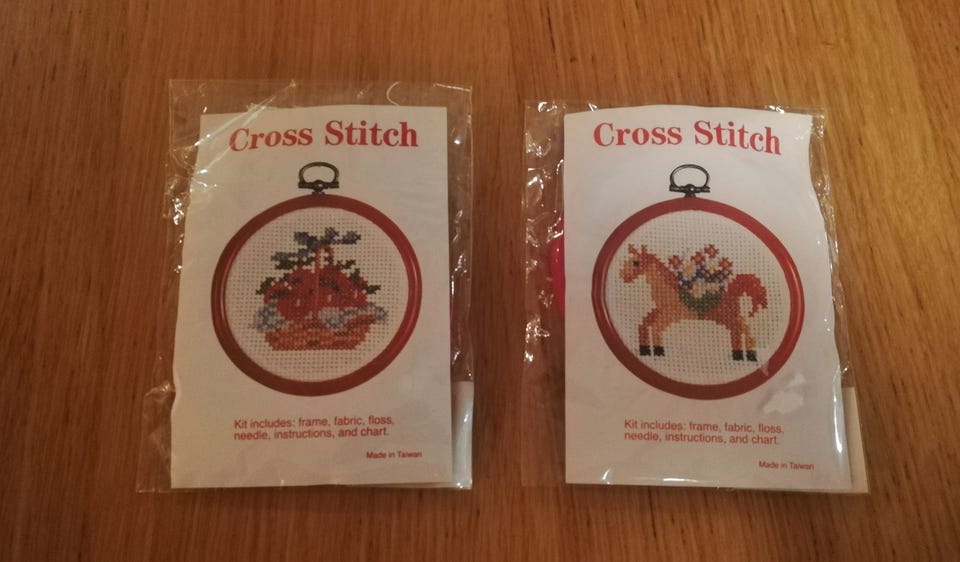 Cross Stitch
Kit includes: frame, fabric, floss,
needle, instructions, and chart.
Made in Taiwan
Cross Stitch
Kit includes: frame, fabric, floss,
needle, instructions, and chart.
Made in Taiwan